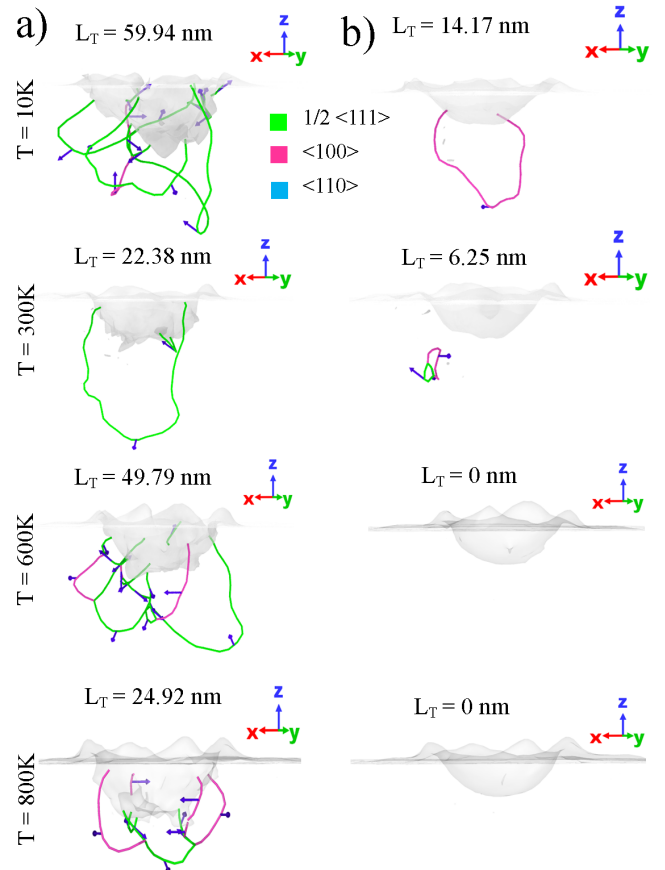 a)
b)
L_T = 59.94 nm
z
x
y
L_T = 14.17 nm
z
x
y
T = 10K
1/2 <111>
<100>
<110>
L_T = 22.38 nm
z
x
y
L_T = 6.25 nm
z
x
y
T = 300K
L_T = 49.79 nm
z
x
y
L_T = 0 nm
z
x
y
T = 600K
L_T = 24.92 nm
z
x
y
L_T = 0 nm
z
x
y
T = 800K